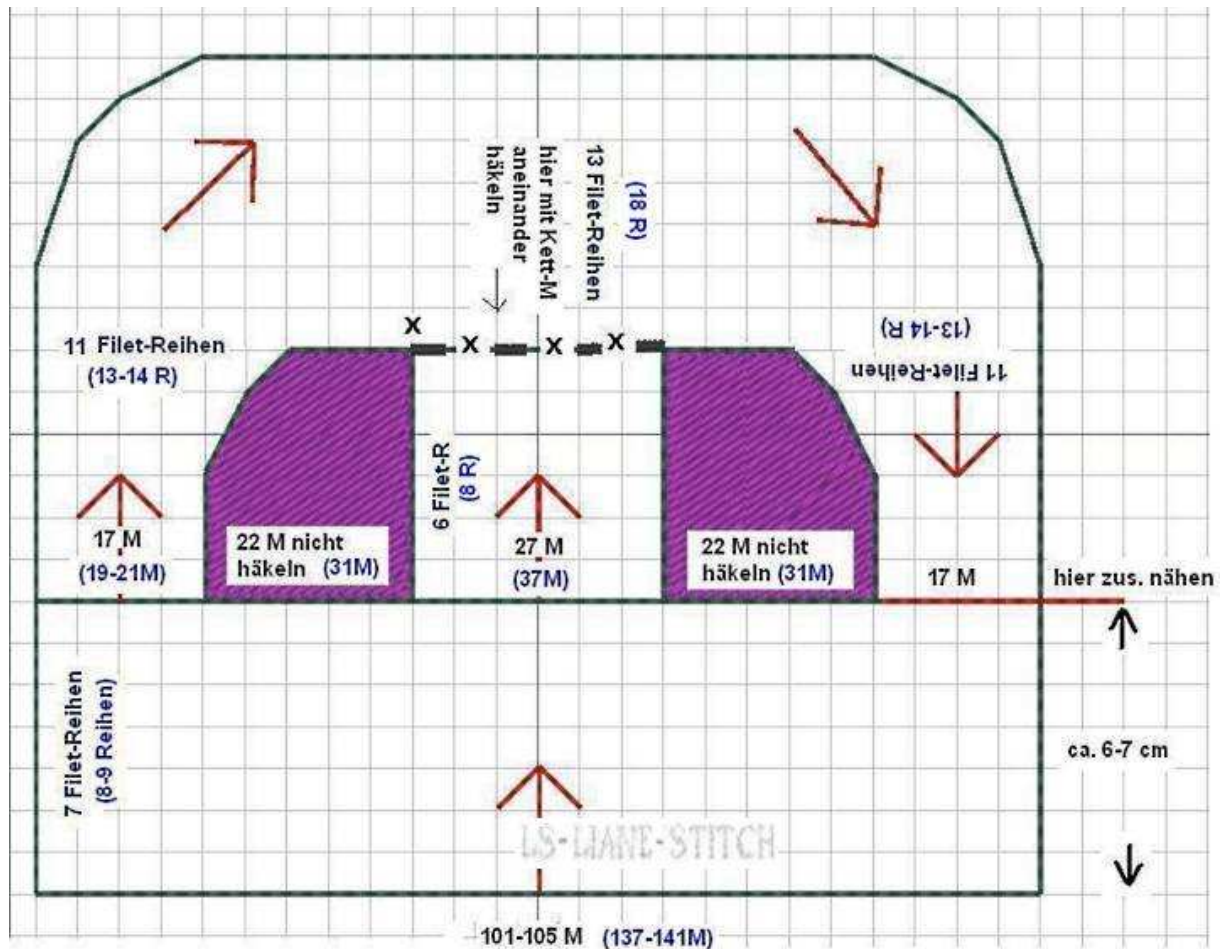 13 Filet-Reihen
(18 R)
hier mit Kett-M
aneinander
häkeln
X
X
X
X
11 Filet-Reihen
(13-14 R)
(13-14 R)
11 Filet-Reihen
6 Filet-R
(8 R)
17 M
(19-21M)
22 M nicht
häkeln (31M)
27 M
(37M)
22 M nicht
häkeln (31M)
17 M
hier zus. nähen
7 Filet-Reihen
(8-9 Reihen)
ca. 6-7 cm
LS-LIANE-STITCH
101-105 M (137-141M)